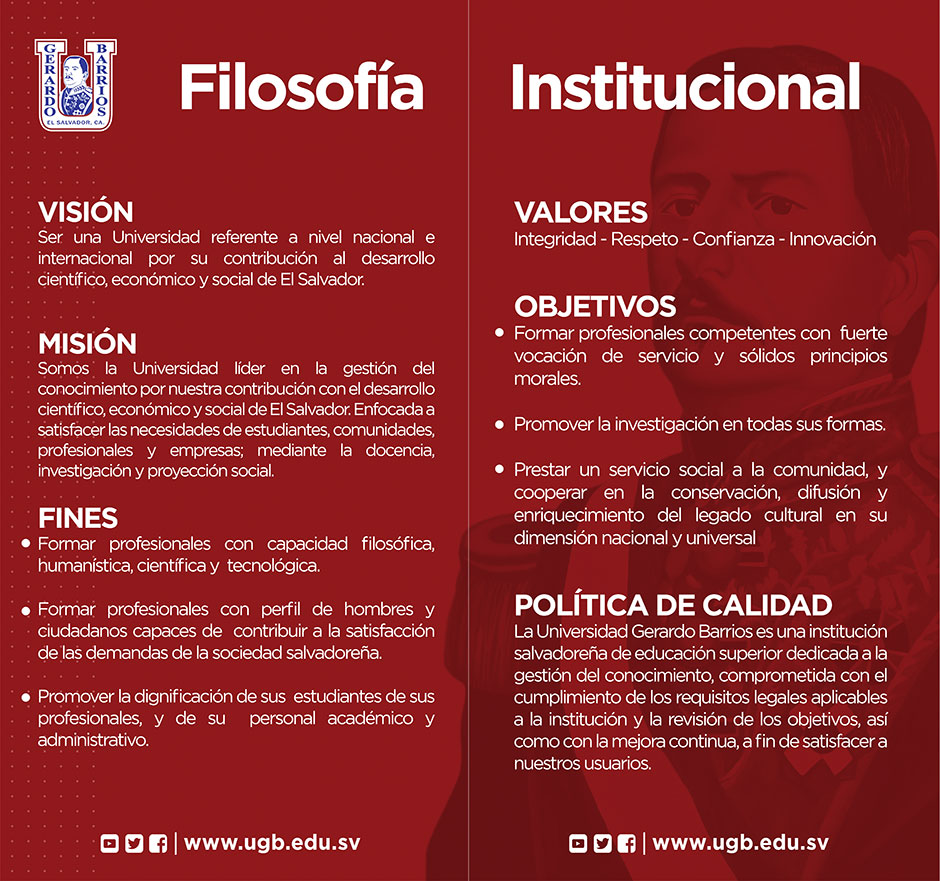 GERARDO
BARRIOS
EL SALVADOR, C.A.
Filosofía Institucional
VISIÓN
Ser una Universidad referente a nivel nacional e
internacional por su contribución al desarrollo
científico, económico y social de El Salvador.
MISIÓN
Somos la Universidad líder en la gestión del
conocimiento por nuestra contribución con el desarrollo
científico, económico y social de El Salvador. Enfocada a
satisfacer las necesidades de estudiantes, comunidades,
profesionales y empresas; mediante la docencia,
investigación y proyección social.
FINES
• Formar profesionales con capacidad filosófica,
humanística, científica y tecnológica.
• Formar profesionales con perfil de hombres y
ciudadanos capaces de contribuir a la satisfacción
de las demandas de la sociedad salvadoreña.
• Promover la dignificación de sus estudiantes de sus
profesionales, y de su personal académico y
administrativo.
| www.ugb.edu.sv
VALORES
Integridad - Respeto - Confianza - Innovación
OBJETIVOS
• Formar profesionales competentes con fuerte
vocación de servicio y sólidos principios
morales.
• Promover la investigación en todas sus formas.
• Prestar un servicio social a la comunidad, y
cooperar en la conservación, difusión y
enriquecimiento del legado cultural en su
dimensión nacional y universal
POLÍTICA DE CALIDAD
La Universidad Gerardo Barrios es una institución
salvadoreña de educación superior dedicada a la
gestión del conocimiento, comprometida con el
cumplimiento de los requisitos legales aplicables
a la institución y la revisión de los objetivos, así
como con la mejora continua, a fin de satisfacer a
nuestros usuarios.
| www.ugb.edu.sv